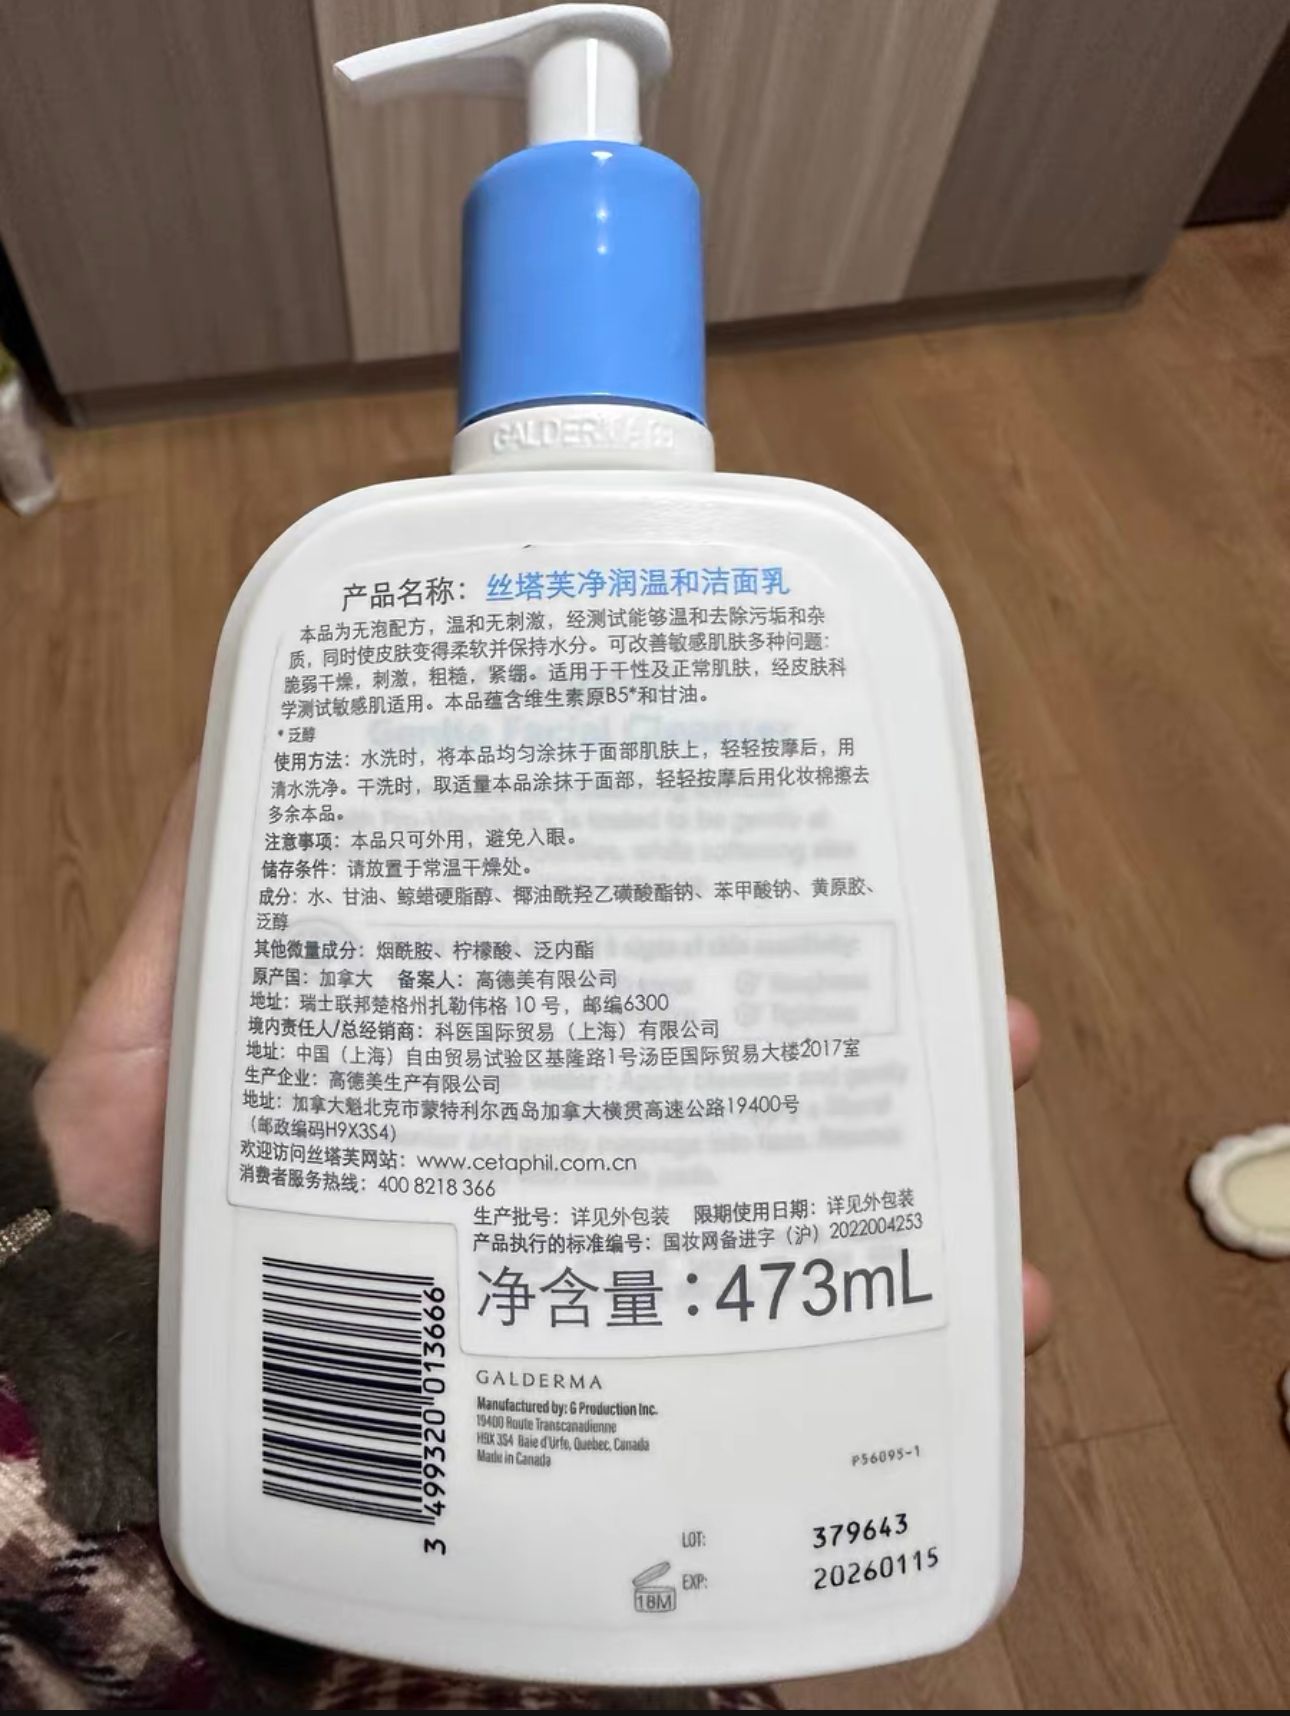 GALDERMA
产品名称：丝塔芙净润温和洁面乳
本品为无泡配方，温和无刺激，经测试能够温和去除污垢和杂
质，同时使皮肤变得柔软并保持水分。可改善敏感肌肤多种问题：
脆弱干燥，刺激，粗糙，紧绷。适用于干性及正常肌肤，经皮肤科
学测试敏感肌适用。本品蕴含维生素原B5*和甘油。
*泛醇
使用方法：水洗时，将本品均匀涂抹于面部肌肤上，轻轻按摩后，用
清水洗净。干洗时，取适量本品涂抹于面部，轻轻按摩后用化妆棉擦去
多余本品。
注意事项：本品只可外用，避免入眼。
储存条件：请放置于常温干燥处。
成分：水、甘油、鲸蜡硬脂醇、椰油酰羟乙磺酸酯钠、苯甲酸钠、黄原胶、
泛醇
其他微量成分：烟酰胺、柠檬酸、泛内酯
原产国：加拿大 备案人：高德美有限公司
地址：瑞士联邦楚格州扎勒伟格 10 号，邮编6300
境内责任人/总经销商：科医国际贸易（上海）有限公司
地址：中国（上海）自由贸易试验区基隆路1号汤臣国际贸易大楼2017室
生产企业：高德美生产有限公司
地址：加拿大魁北克市蒙特利尔西岛加拿大横贯高速公路19400号
（邮政编码H9X3S4）
欢迎访问丝塔芙网站：www.cetaphil.com.cn
消费者服务热线：400 8218 366
生产批号：详见外包装 限期使用日期：详见外包装
产品执行的标准编号：国妆网备进字（沪）2022004253
净含量：473mL
3 499320 013666
GALDERMA
Manufactured by: G Production Inc.
19400 Route Transcanadienne
H9X 3S4 Baie d'Urfe, Quebec, Canada
Made in Canada
P56095-1
LOT: 379643
EXP: 20260115
18M